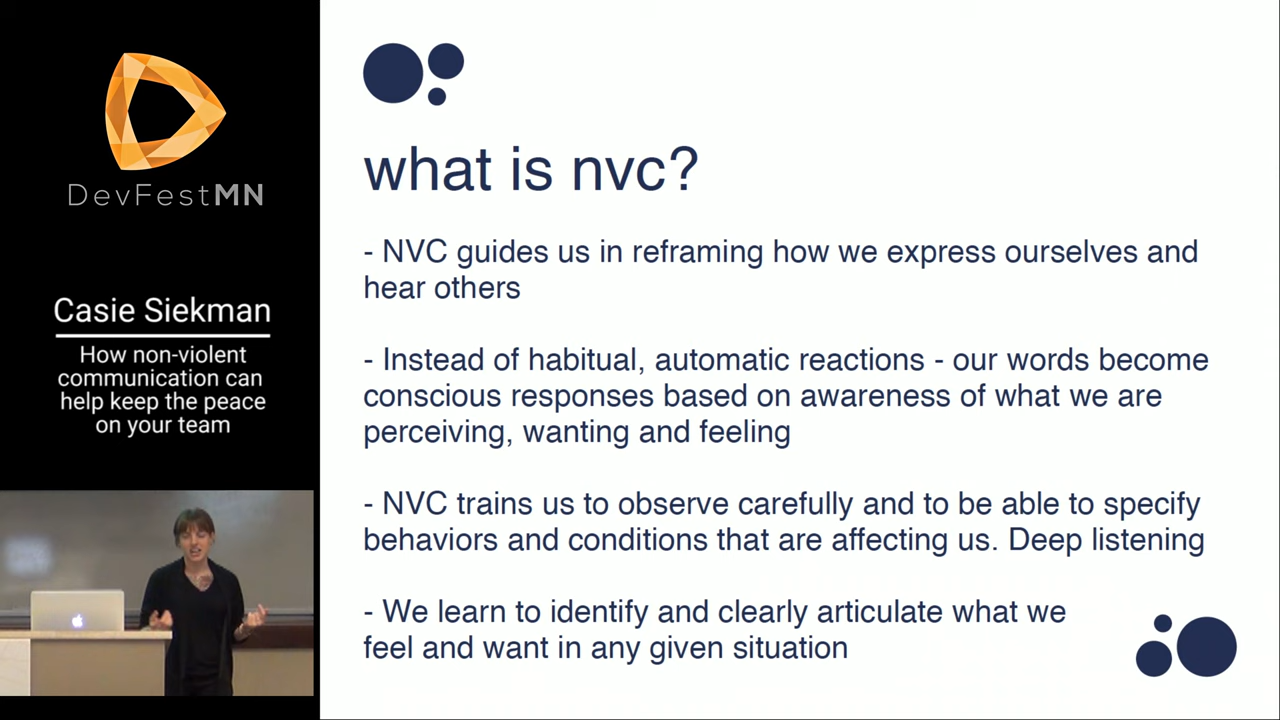 DevFestMN
Casie Siekman
How non-violent
communication can
help keep the peace
on your team
what is nvc?
- NVC guides us in reframing how we express ourselves and
hear others
- Instead of habitual, automatic reactions - our words become
conscious responses based on awareness of what we are
perceiving, wanting and feeling
- NVC trains us to observe carefully and to be able to specify
behaviors and conditions that are affecting us. Deep listening
- We learn to identify and clearly articulate what we
feel and want in any given situation